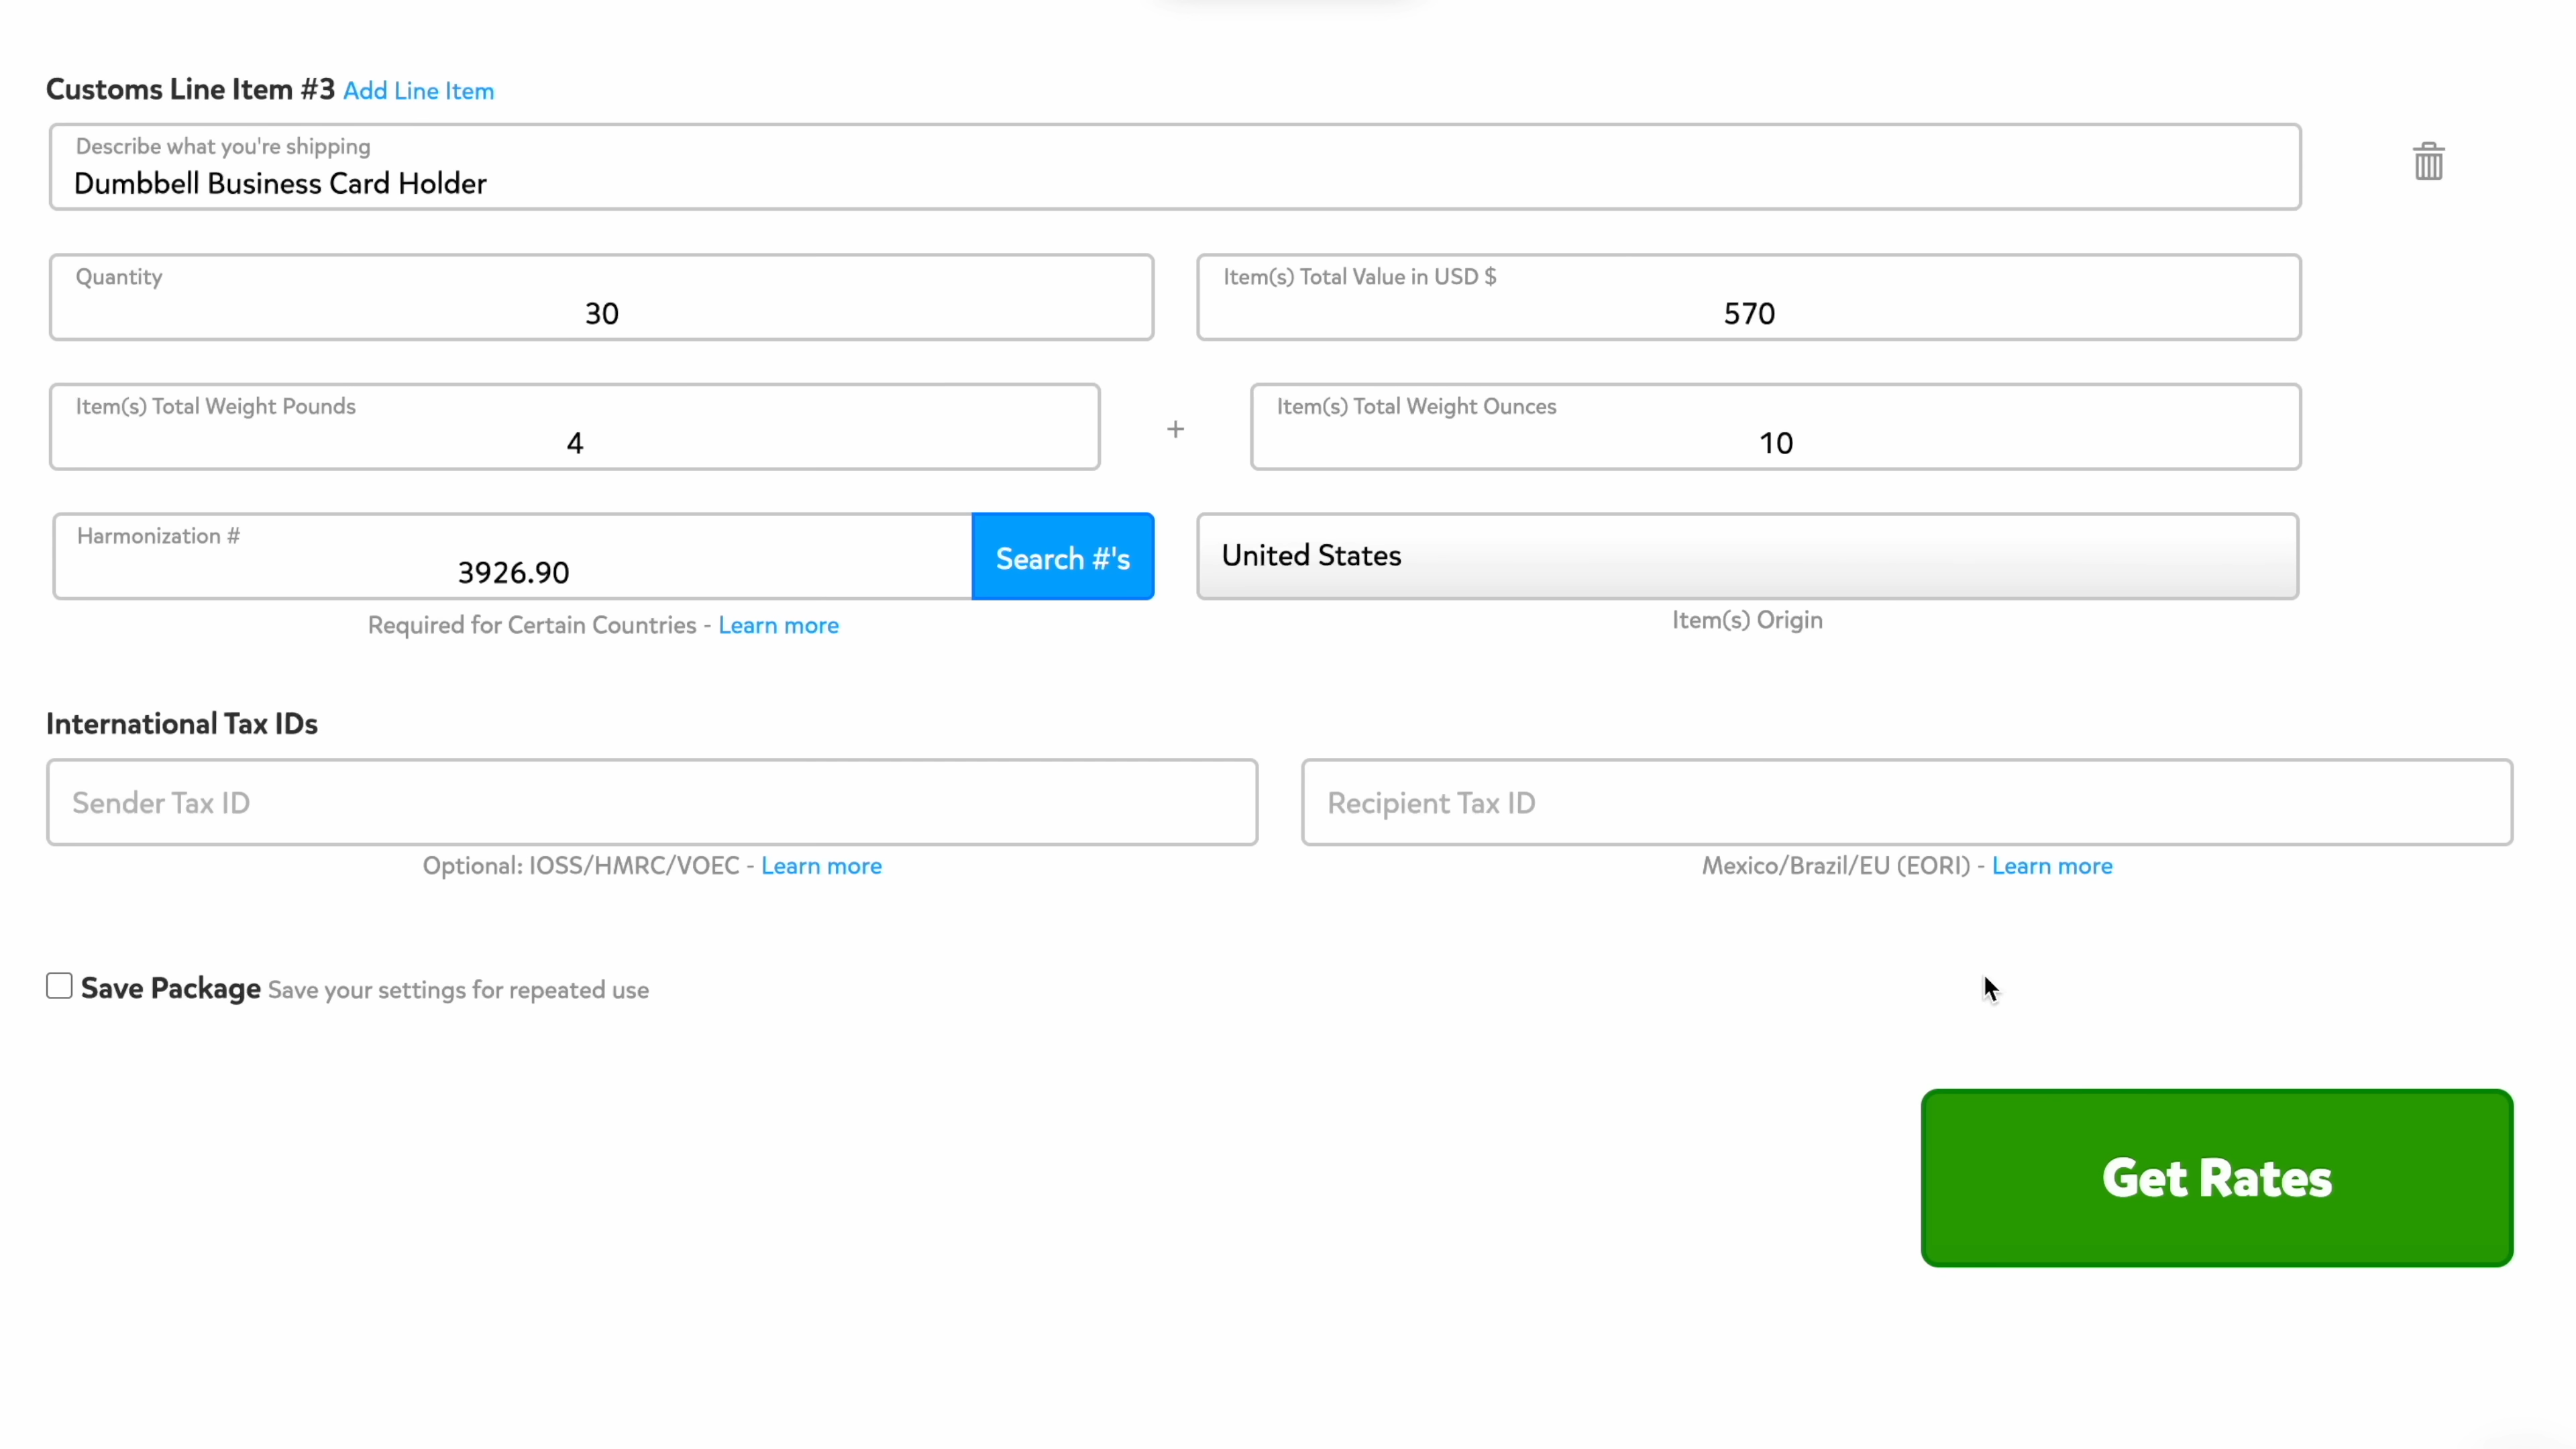 Customs Line Item #3 Add Line Item
Describe what you're shipping
Dumbbell Business Card Holder
Quantity
30
Item(s) Total Value in USD $
570
Item(s) Total Weight Pounds
4
+
Item(s) Total Weight Ounces
10
Harmonization #
3926.90
Search #'s
United States
Required for Certain Countries - Learn more
Item(s) Origin
International Tax IDs
Sender Tax ID
Recipient Tax ID
Optional: IOSS/HMRC/VOEC - Learn more
Mexico/Brazil/EU (EORI) - Learn more
Save Package Save your settings for repeated use
Get Rates